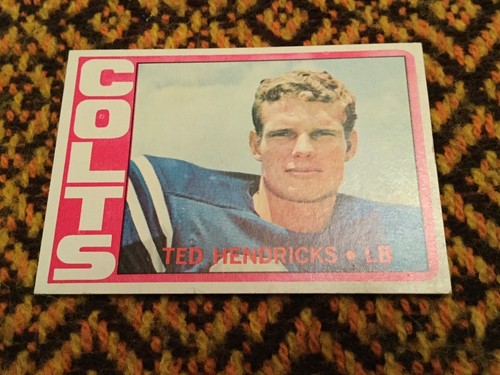 COLTS
TED HENDRICKS • LB